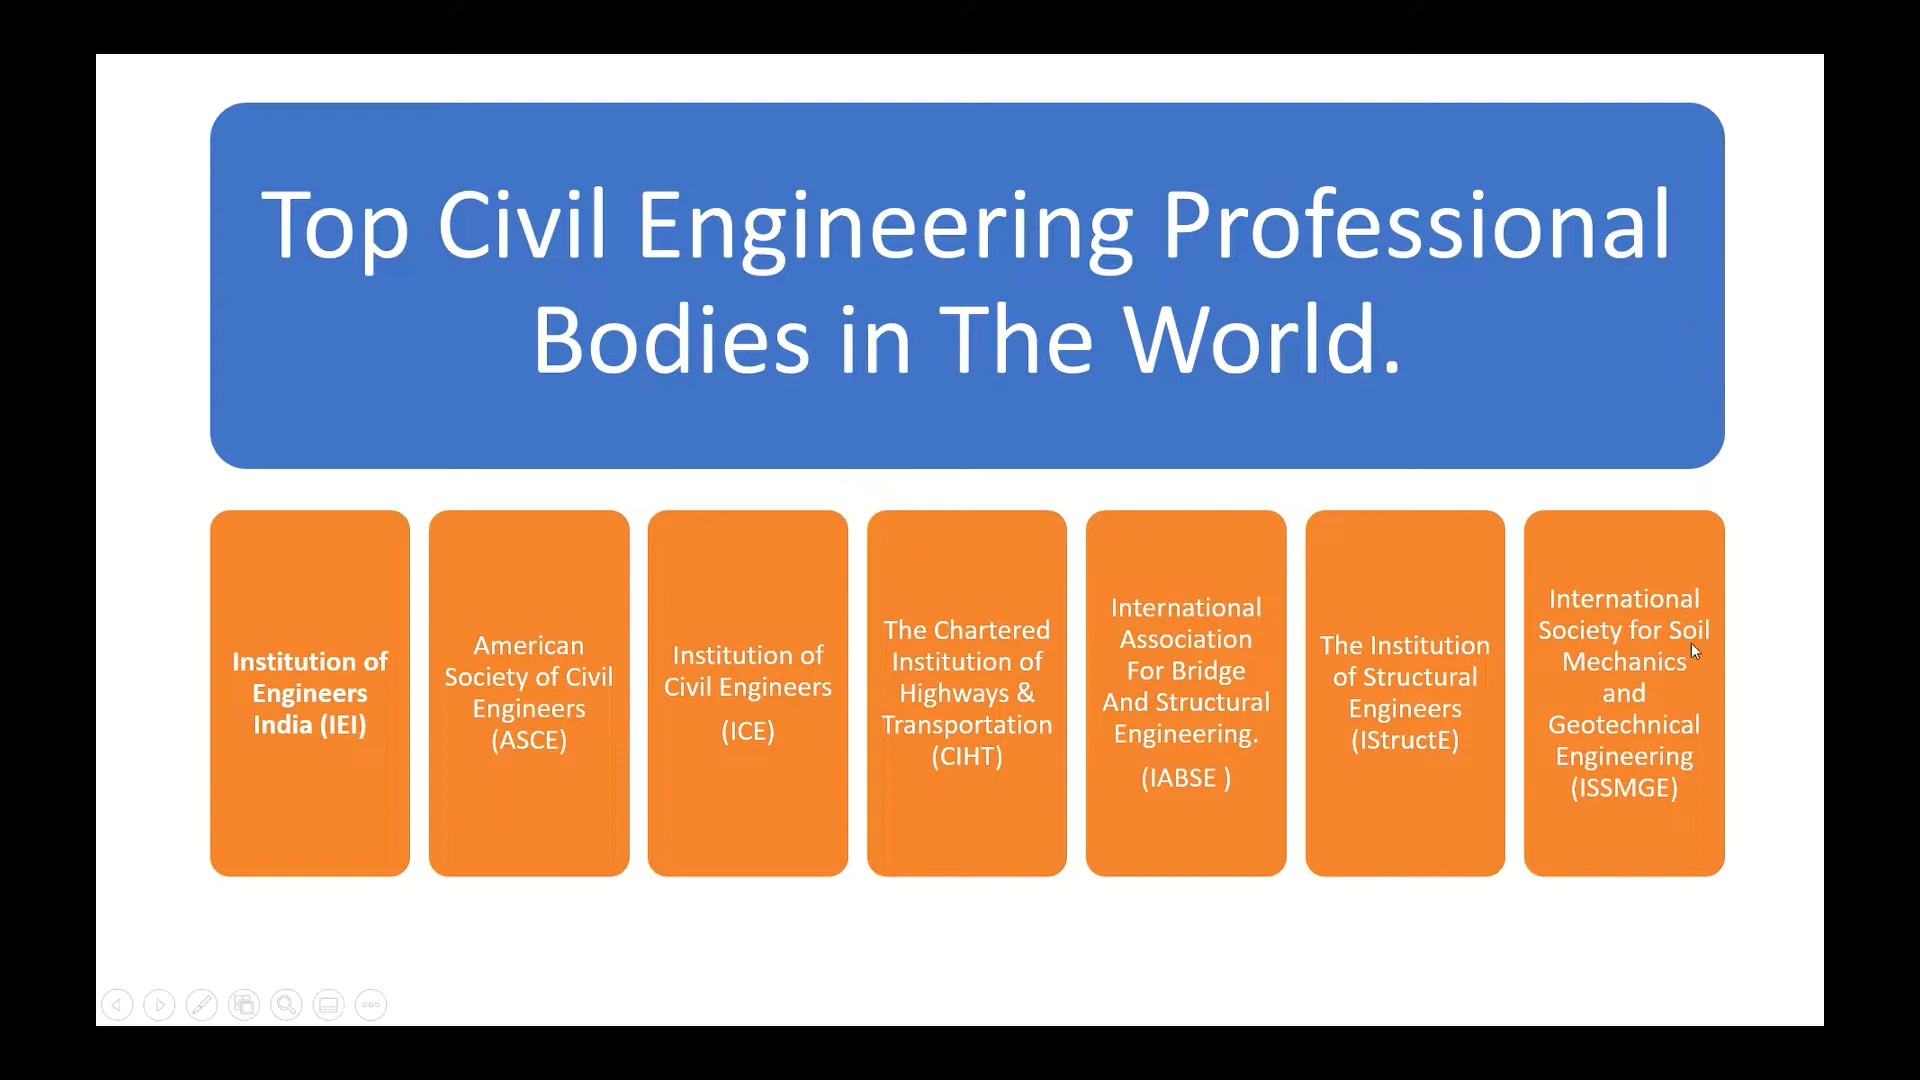 Top Civil Engineering Professional
Bodies in The World.
Institution of
Engineers
India (IEI)
American
Society of Civil
Engineers
(ASCE)
Institution of
Civil Engineers
(ICE)
The Chartered
Institution of
Highways &
Transportation
(CIHT)
International
Association
For Bridge
And Structural
Engineering.
(IABSE )
The Institution
of Structural
Engineers
(IStructE)
International
Society for Soil
Mechanics
and
Geotechnical
Engineering
(ISSMGE)